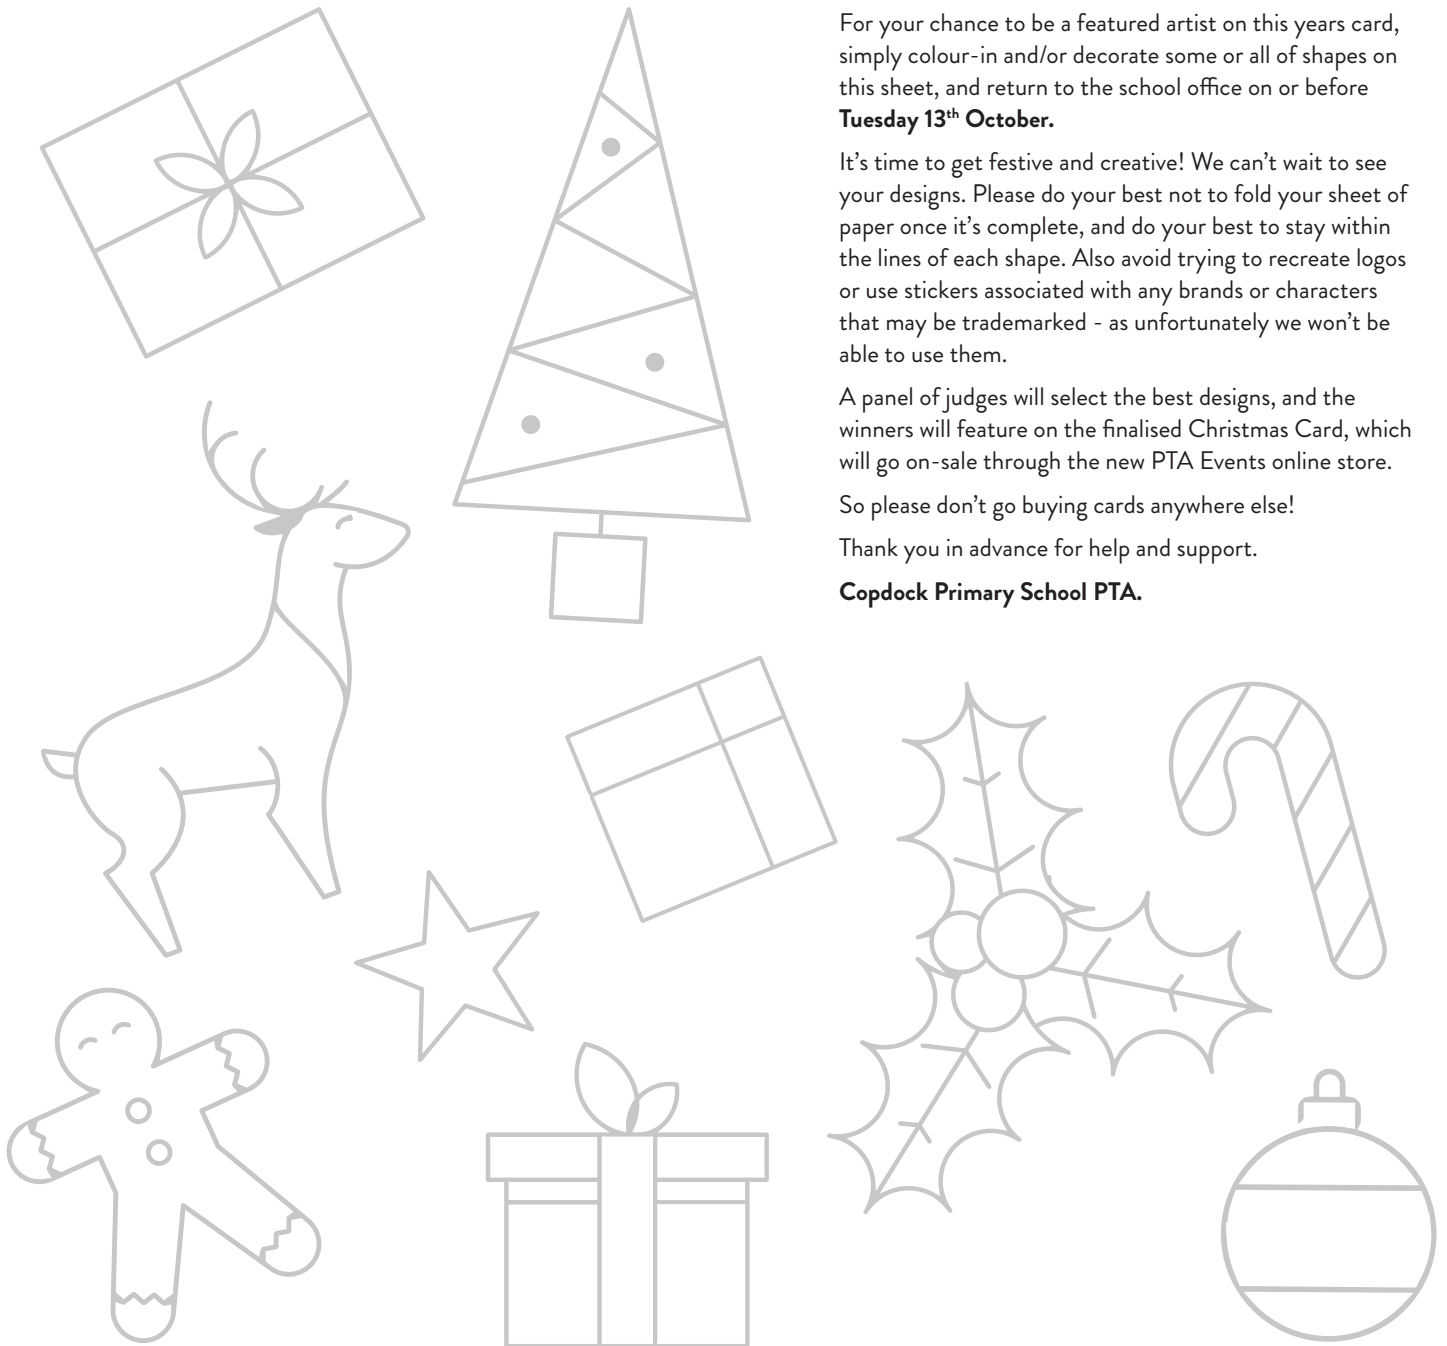 For your chance to be a featured artist on this years card,
simply colour-in and/or decorate some or all of shapes on
this sheet, and return to the school office on or before
Tuesday 13th October.
It’s time to get festive and creative! We can’t wait to see
your designs. Please do your best not to fold your sheet of
paper once it’s complete, and do your best to stay within
the lines of each shape. Also avoid trying to recreate logos
or use stickers associated with any brands or characters
that may be trademarked - as unfortunately we won’t be
able to use them.
A panel of judges will select the best designs, and the
winners will feature on the finalised Christmas Card, which
will go on-sale through the new PTA Events online store.
So please don’t go buying cards anywhere else!
Thank you in advance for help and support.
Copdock Primary School PTA.